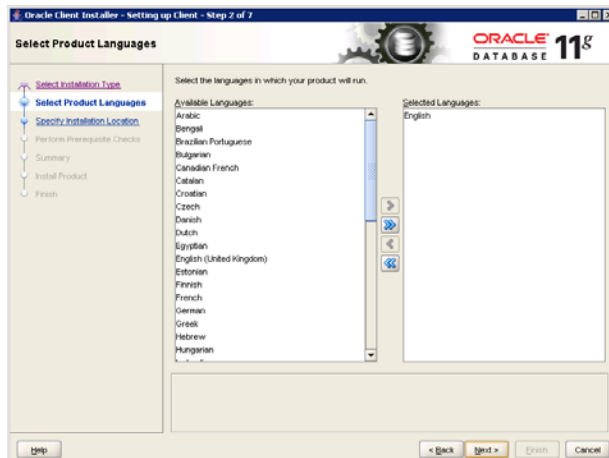 Oracle Client Installer - Setting up Client - Step 2 of 7
Select Product Languages
ORACLE
DATABASE 11g
Select Installation Type
Select Product Languages
Specify Installation Location
Perform Prerequisite Checks
Summary
Install Product
Finish
Select the languages in which your product will run.
Available Languages:
Arabic
Bengali
Brazilian Portuguese
Bulgarian
Canadian French
Catalan
Croatian
Czech
Danish
Dutch
Egyptian
English (United Kingdom)
Estonian
Finnish
French
German
Greek
Hebrew
Hungarian
Selected Languages:
English
Help
< Back
Next >
Finish
Cancel